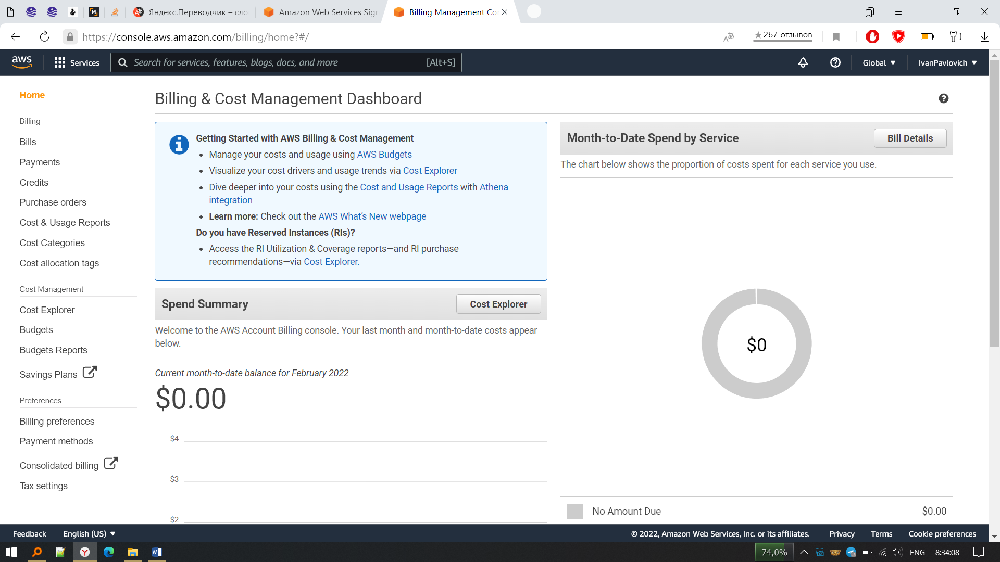 Яндекс.Переводчик – сло
Amazon Web Services Sign
Billing Management Co
https://console.aws.amazon.com/billing/home?#/
267 отзывов
aws
Services
Search for services, features, blogs, docs, and more
[Alt+S]
Global
IvanPavlovich
Home
Billing
Bills
Payments
Credits
Purchase orders
Cost & Usage Reports
Cost Categories
Cost allocation tags
Cost Management
Cost Explorer
Budgets
Budgets Reports
Savings Plans
Preferences
Billing preferences
Payment methods
Consolidated billing
Tax settings
Billing & Cost Management Dashboard
Getting Started with AWS Billing & Cost Management
• Manage your costs and usage using AWS Budgets
• Visualize your cost drivers and usage trends via Cost Explorer
• Dive deeper into your costs using the Cost and Usage Reports with Athena
integration
• Learn more: Check out the AWS What's New webpage
Do you have Reserved Instances (RIs)?
• Access the RI Utilization & Coverage reports—and RI purchase
recommendations—via Cost Explorer.
Spend Summary
Cost Explorer
Welcome to the AWS Account Billing console. Your last month and month-to-date costs appear
below.
Current month-to-date balance for February 2022
$0.00
$4
$3
$2
Month-to-Date Spend by Service
Bill Details
The chart below shows the proportion of costs spent for each service you use.
$0
No Amount Due
$0.00
Feedback
English (US)
© 2022, Amazon Web Services, Inc. or its affiliates.
Privacy
Terms
Cookie preferences
74,0%
ENG
8:34:08